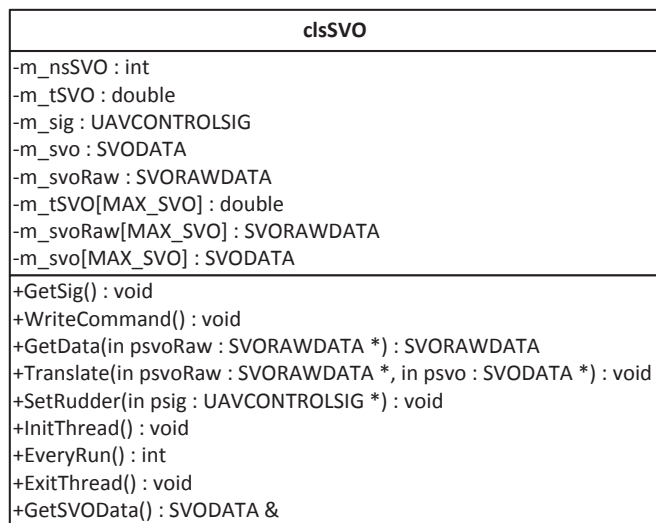 clsSVO
-m_nsSVO : int
-m_tSVO : double
-m_sig : UAVCONTROLSIG
-m_svo : SVODATA
-m_svoRaw : SVORAWDATA
-m_tSVO[MAX_SVO] : double
-m_svoRaw[MAX_SVO] : SVORAWDATA
-m_svo[MAX_SVO] : SVODATA
+GetSig() : void
+WriteCommand() : void
+GetData(in psvoRaw : SVORAWDATA *) : SVORAWDATA
+Translate(in psvoRaw : SVORAWDATA *, in psvo : SVODATA *) : void
+SetRudder(in psig : UAVCONTROLSIG *) : void
+InitThread() : void
+EveryRun() : int
+ExitThread() : void
+GetSVOData() : SVODATA &